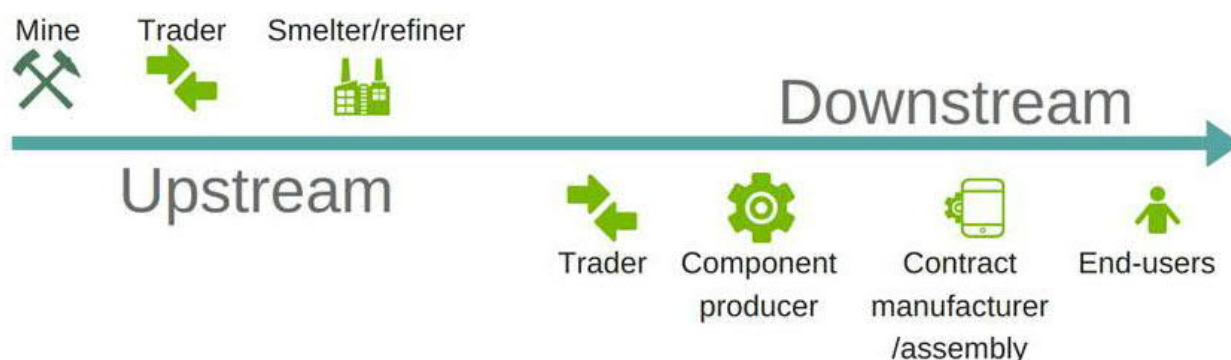 Mine
Trader
Smelter/refiner
Downstream
Upstream
Trader
Component
producer
Contract
manufacturer
/assembly
End-users